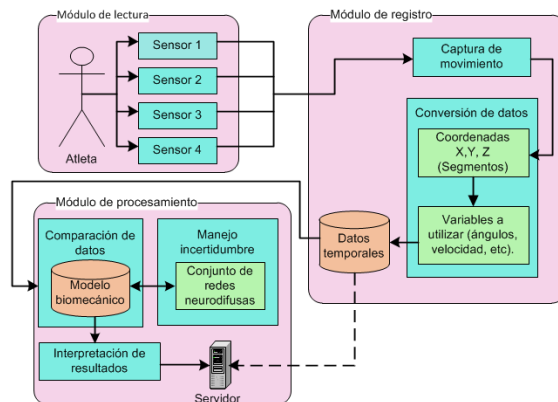 Módulo de lectura
Sensor 1
Sensor 2
Sensor 3
Sensor 4
Atleta
Módulo de registro
Captura de
movimiento
Conversión de datos
Coordenadas
X,Y, Z
(Segmentos)
Variables a
utilizar (ángulos,
velocidad, etc).
Datos
temporales
Módulo de procesamiento
Comparación de
datos
Modelo
biomecánico
Manejo
incertidumbre
Conjunto de
redes
neurodifusas
Interpretación de
resultados
Servidor